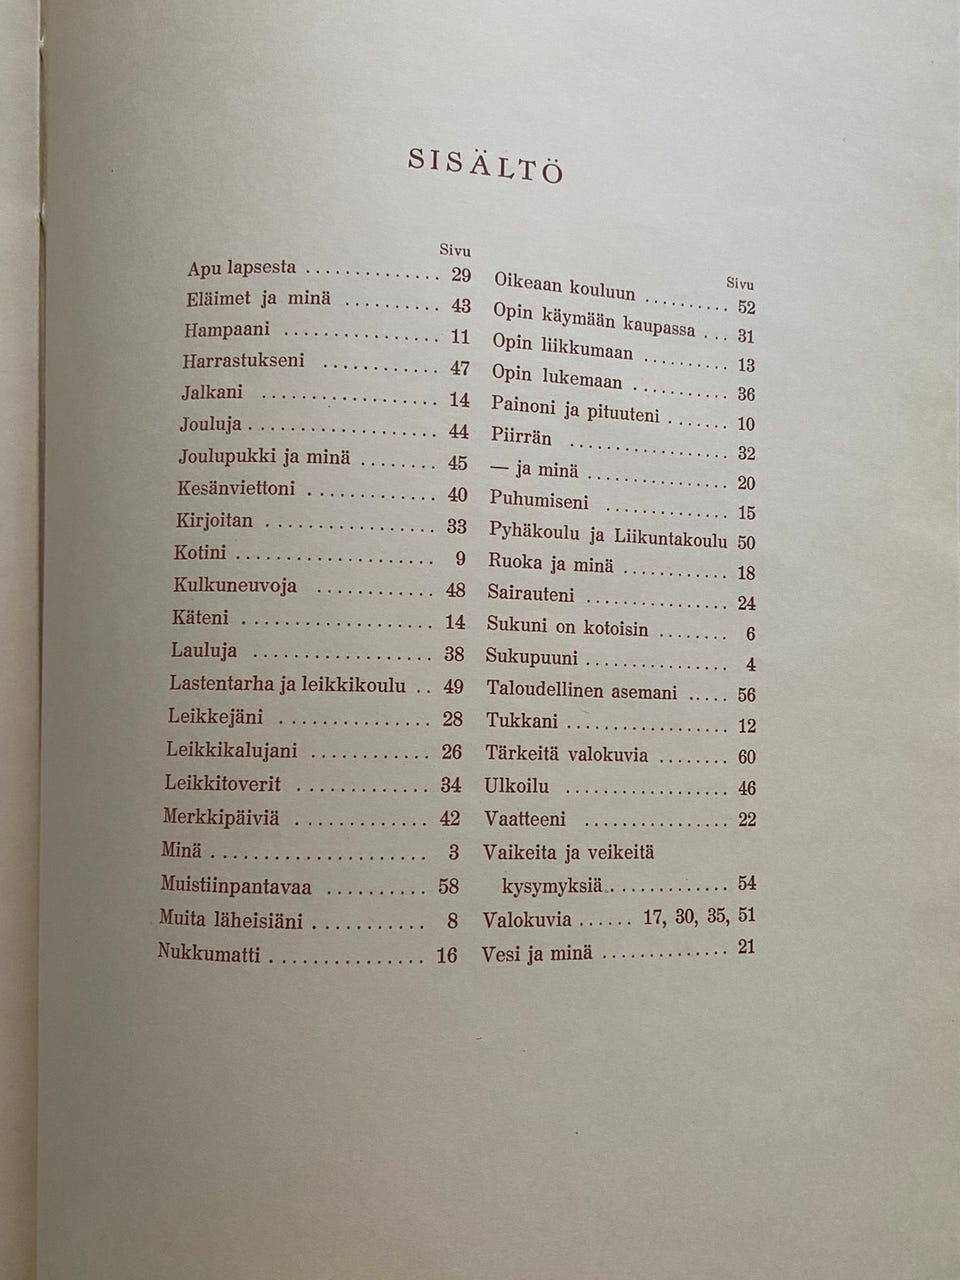 SISÄLTÖ
Sivu
Apu lapsesta .............. 29
Eläimet ja minä .......... 43
Hampaani ................ 11
Harrastukseni ............ 47
Jalkani .................. 14
Jouluja .................. 44
Joulupukki ja minä ........ 45
Kesänviettoni ............. 40
Kirjoitan ................. 33
Kotini .................... 9
Kulkuneuvoja ............ 48
Käteni ................... 14
Lauluja .................. 38
Lastentarha ja leikkikoulu .. 49
Leikkejäni ............... 28
Leikkikalujani ............ 26
Leikkitoverit ............. 34
Merkkipäiviä ............. 42
Minä ...................... 3
Muistiinpantavaa .......... 58
Muita läheisiäni ........... 8
Nukkumatti ............... 16
Sivu
Oikeaan kouluun .......... 52
Opin käymään kaupassa ... 31
Opin liikkumaan ......... 13
Opin lukemaan ........... 36
Painoni ja pituuteni ....... 10
Piirrän ................. 32
— ja minä .............. 20
Puhumiseni ............. 15
Pyhäkoulu ja Liikuntakoulu 50
Ruoka ja minä ............ 18
Sairauteni ............... 24
Sukuni on kotoisin ........ 6
Sukupuuni ............... 4
Taloudellinen asemani ..... 56
Tukkani ................. 12
Tärkeitä valokuvia ........ 60
Ulkoilu .................. 46
Vaatteeni ................ 22
Vaikeita ja veikeitä
kysymyksiä ............. 54
Valokuvia ...... 17, 30, 35, 51
Vesi ja minä .............. 21